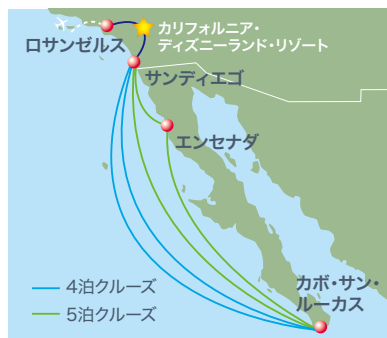 カリフォルニア・
ディズニーランド・リゾート
ロサンゼルス
サンディエゴ
エンセナダ
カボ・サン・
ルーカス
4泊クルーズ
5泊クルーズ